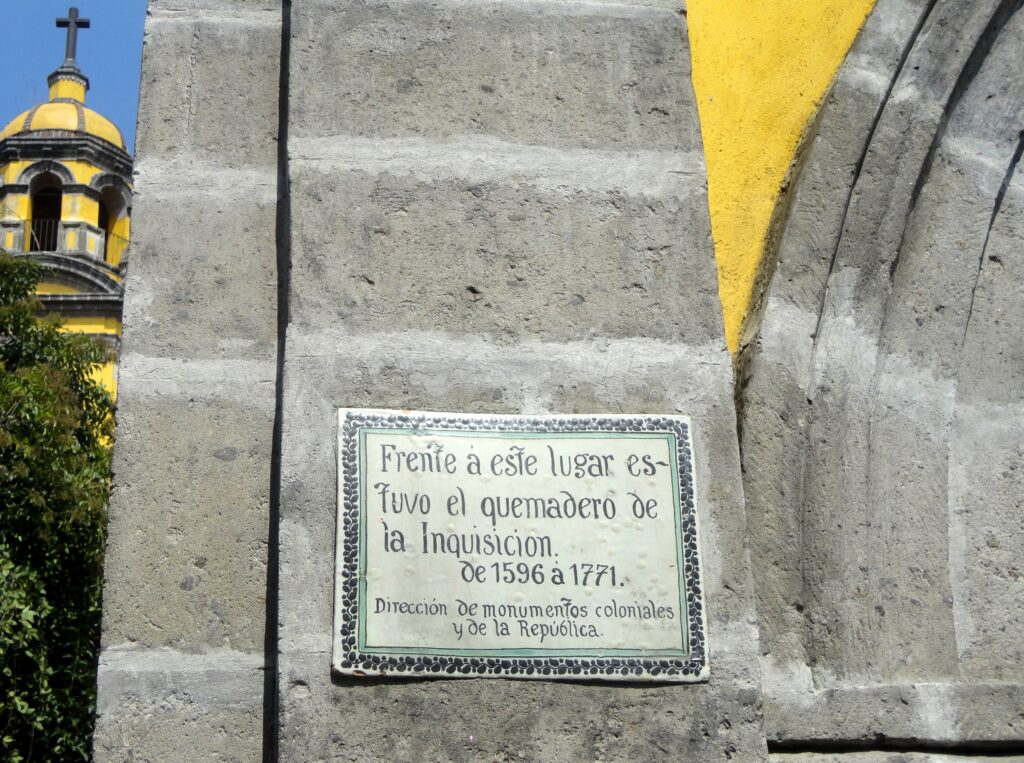 Frente á este lugar es-
tuvo el quemadero de
la Inquisicion.
de 1596 á 1771.
Dirección de monumentos coloniales
y de la República.